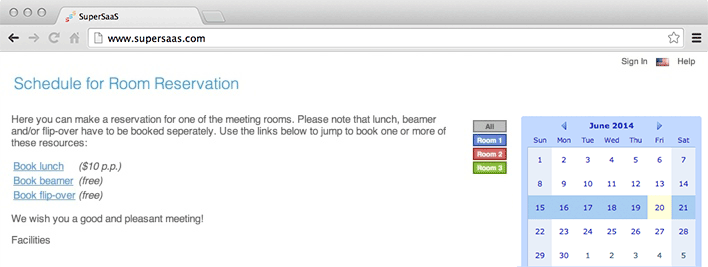 SuperSaaS
www.supersaas.com
Sign In Help
Schedule for Room Reservation
Here you can make a reservation for one of the meeting rooms. Please note that lunch, beamer
and/or flip-over have to be booked seperately. Use the links below to jump to book one or more of
these resources:
Book lunch ($10 p.p.)
Book beamer (free)
Book flip-over (free)
We wish you a good and pleasant meeting!
Facilities
All
Room 1
Room 2
Room 3
June 2014
Sun Mon Tue Wed Thu Fri Sat
1 2 3 4 5 6 7
8 9 10 11 12 13 14
15 16 17 18 19 20 21
22 23 24 25 26 27 28
29 30 1 2 3 4 5